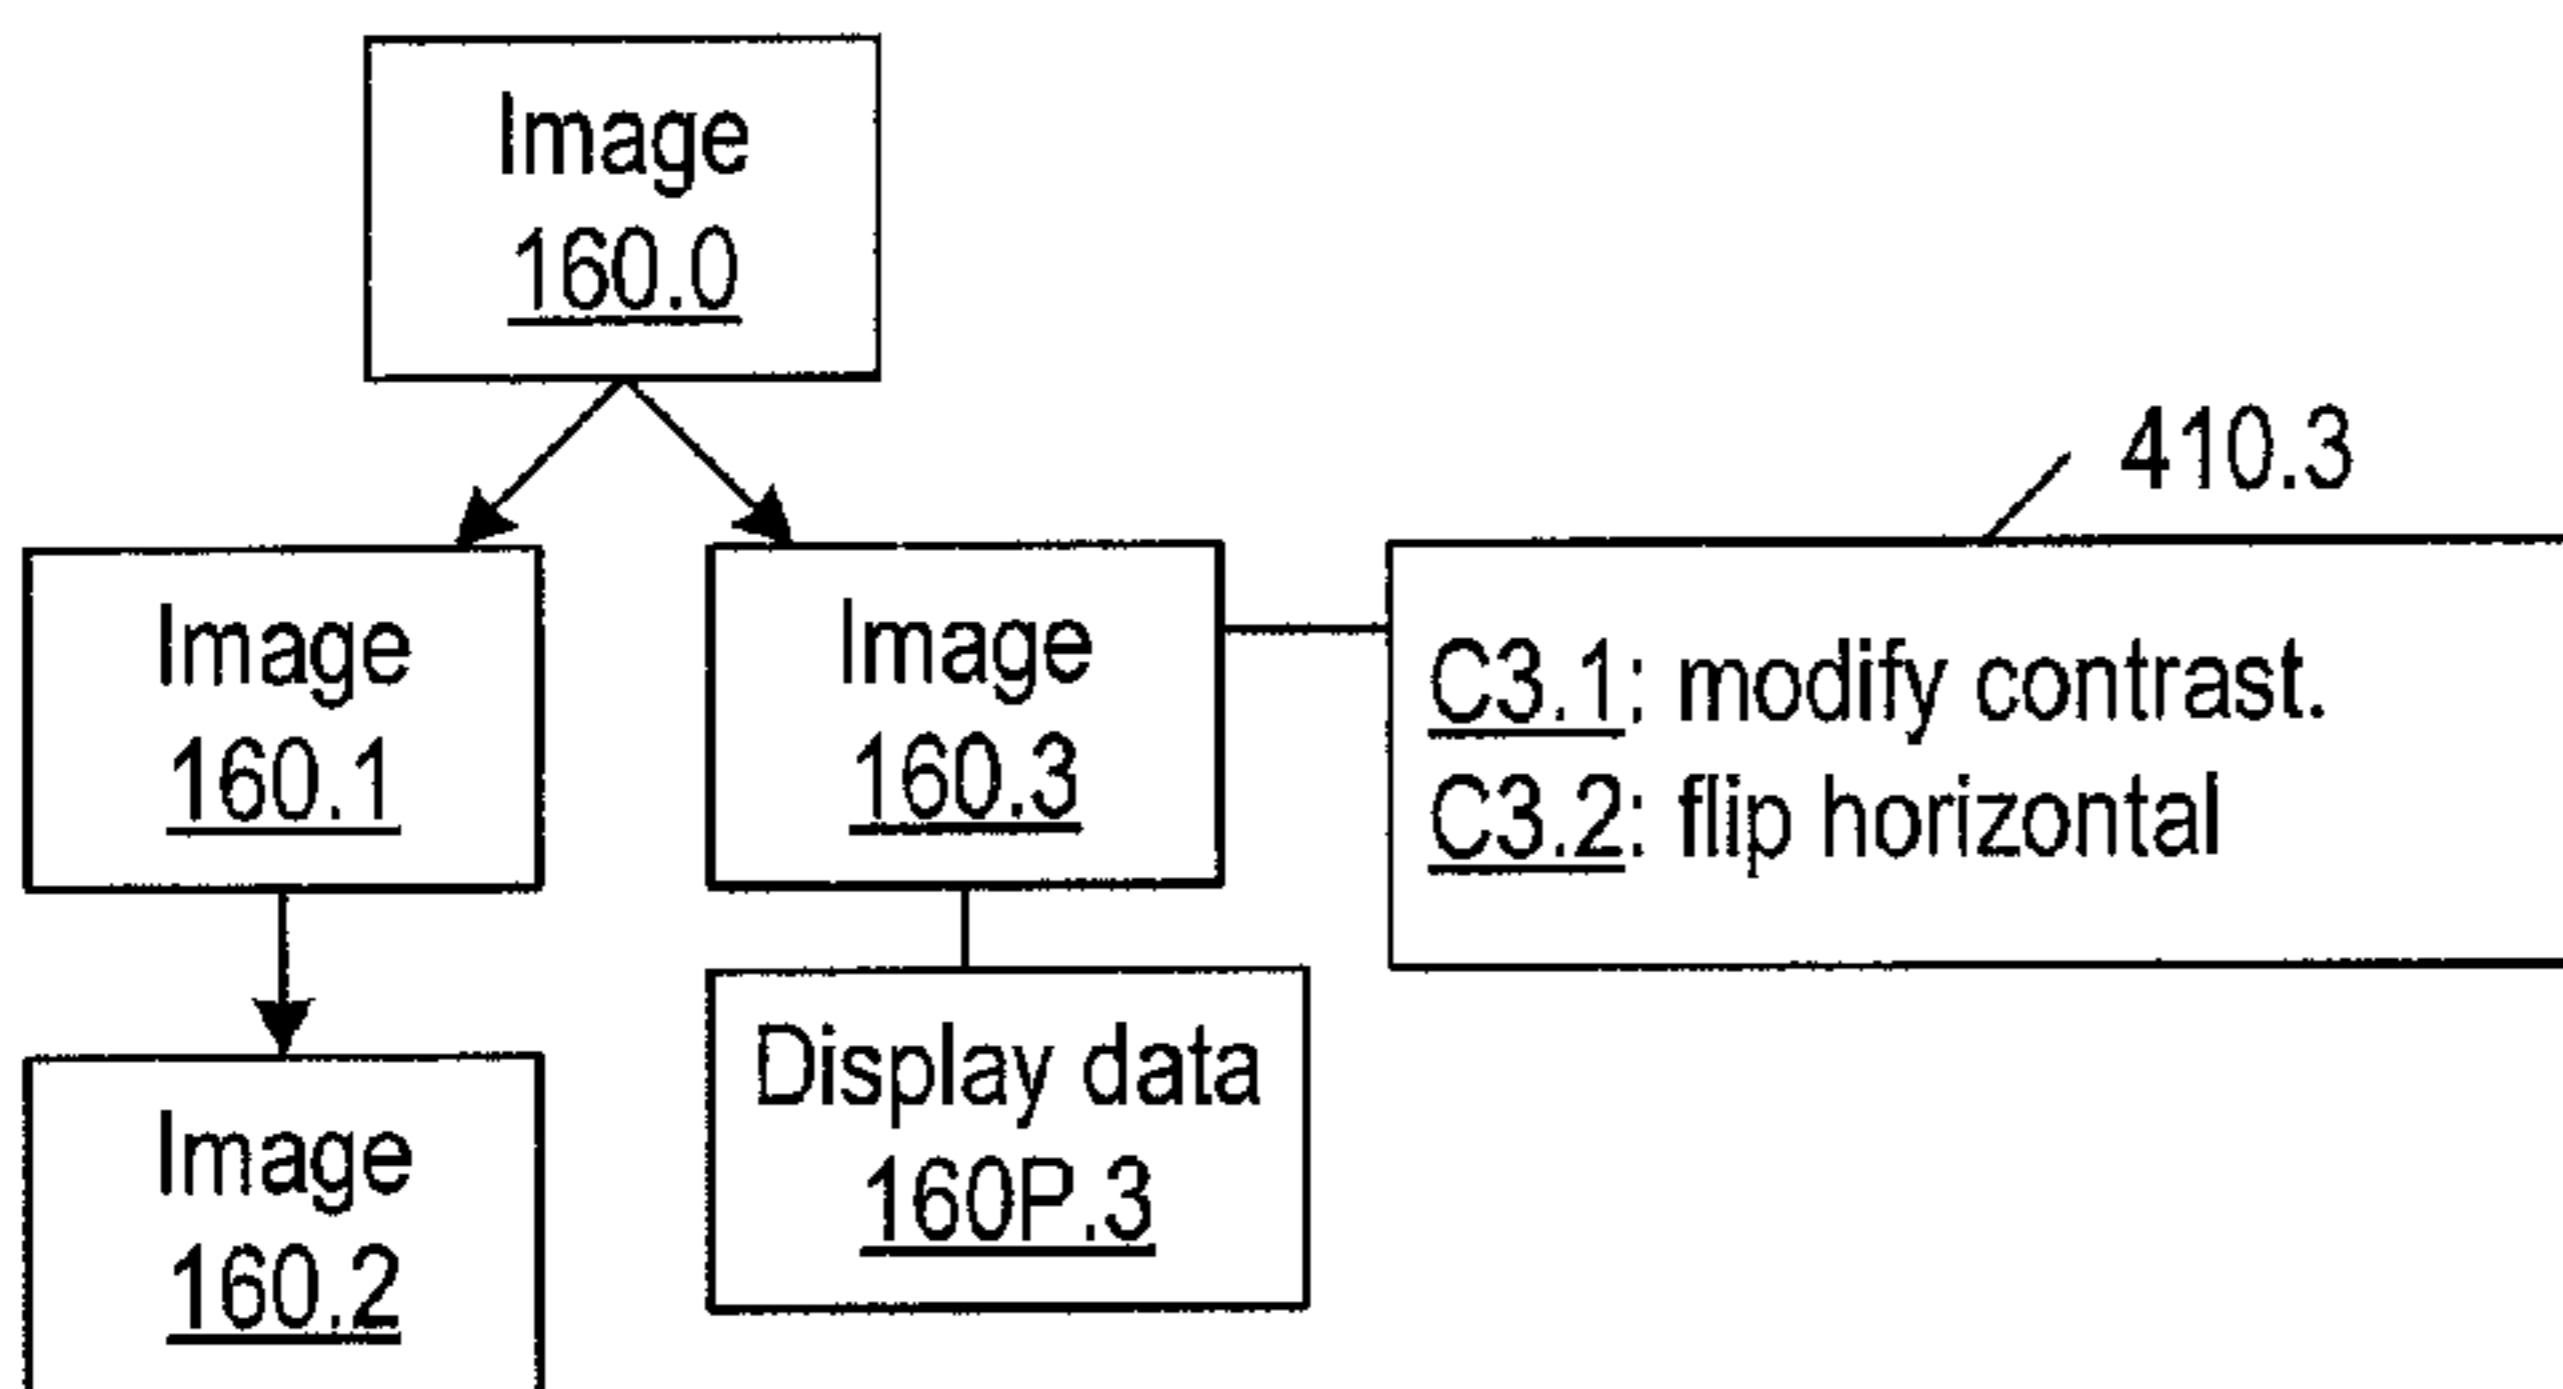 Image
160.0
410.3
Image
160.1
Image
160.3
C3.1: modify contrast.
C3.2: flip horizontal
Display data
160P.3
Image
160.2